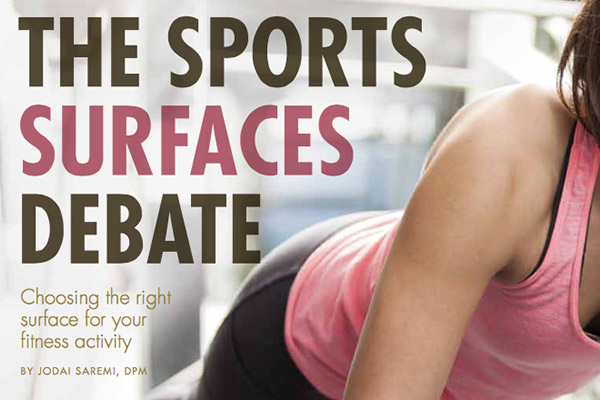 THE SPORTS
SURFACES
DEBATE
Choosing the right
surface for your
fitness activity
BY JODAI SAREMI, DPM